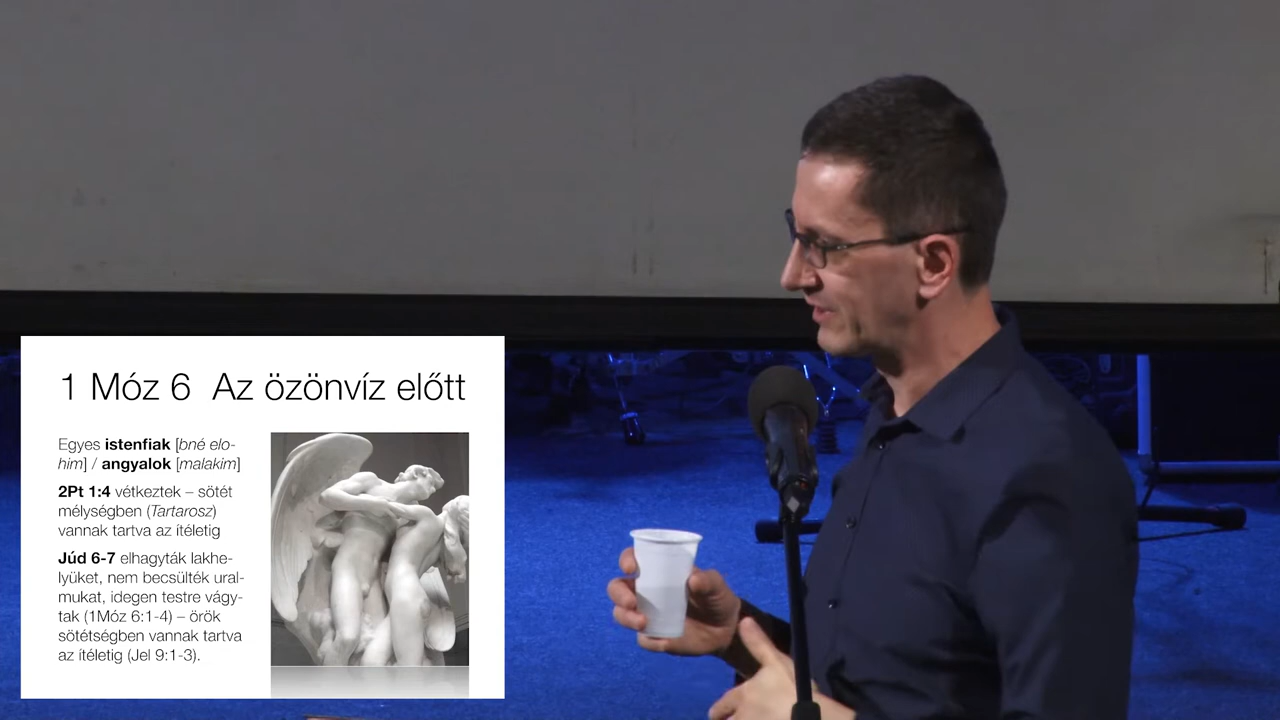 1 Móz 6 Az özönvíz előtt
Egyes istenfiak [bné elo-
him] / angyalok [malakim]
2Pt 1:4 vétkeztek – sötét
mélységben (Tartarosz)
vannak tartva az ítéletig
Júd 6-7 elhagyták lakhe-
lyüket, nem becsülték ural-
mukat, idegen testre vágy-
tak (1Móz 6:1-4) – örök
sötétségben vannak tartva
az ítéletig (Jel 9:1-3).